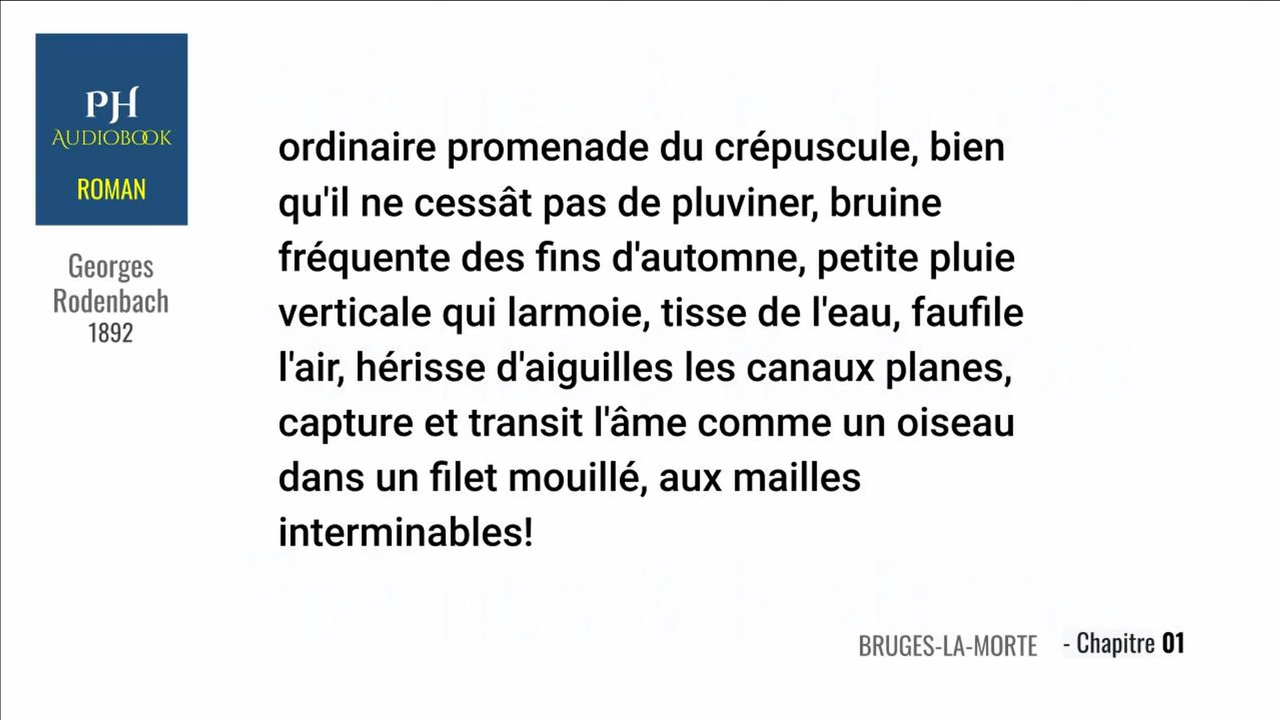 PH
AUDIOBOOK
ROMAN
Georges
Rodenbach
1892
ordinaire promenade du crépuscule, bien
qu'il ne cessât pas de pluviner, bruine
fréquente des fins d'automne, petite pluie
verticale qui larmoie, tisse de l'eau, faufile
l'air, hérisse d'aiguilles les canaux planes,
capture et transit l'âme comme un oiseau
dans un filet mouillé, aux mailles
interminables!
Poèmes & Histoires
BRUGES-LA-MORTE - Chapitre 01